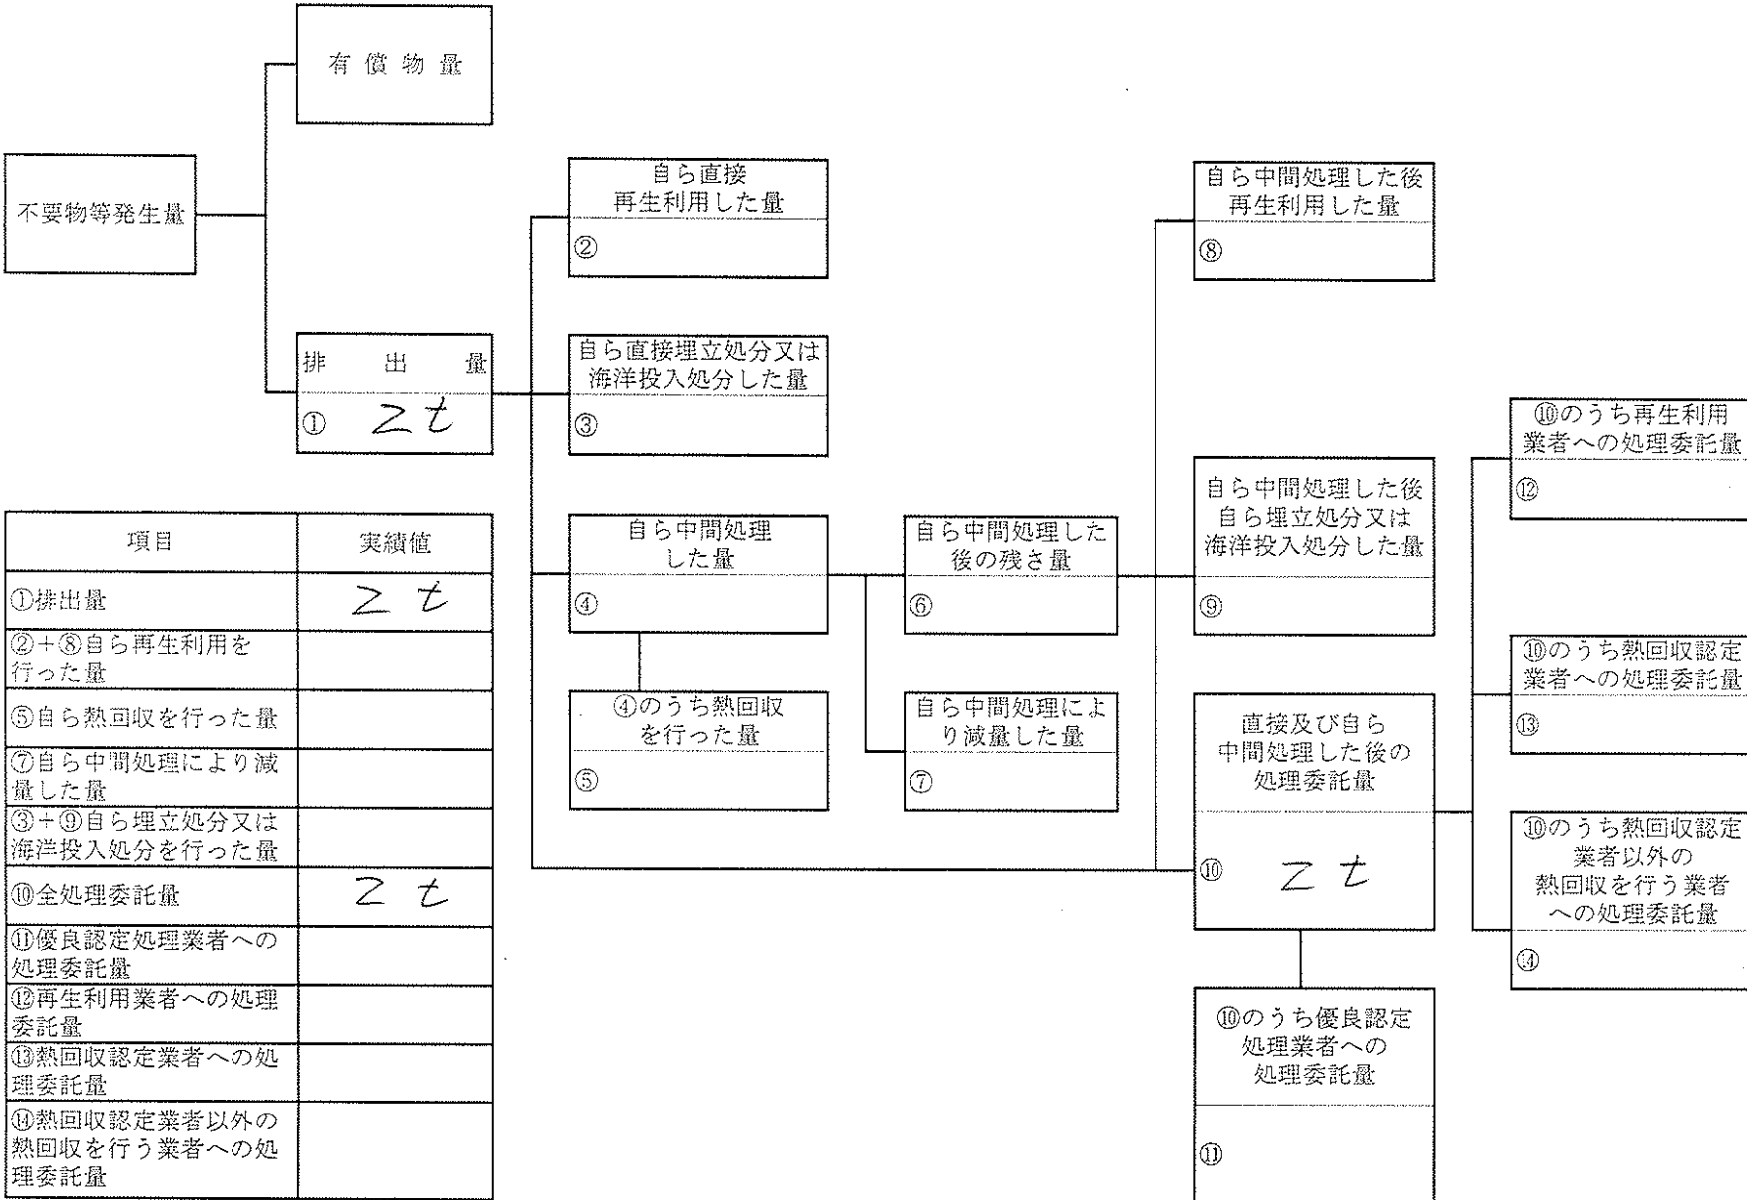 有償物量
不要物等発生量
排出量
① 2 t
自ら直接
再生利用した量
②
自ら直接埋立処分又は
海洋投入処分した量
③
自ら中間処理
した量
④
④のうち熱回収
を行った量
⑤
自ら中間処理した
後の残さ量
⑥
自ら中間処理によ
り減量した量
⑦
自ら中間処理した後
再生利用した量
⑧
自ら中間処理した後
自ら埋立処分又は
海洋投入処分した量
⑨
直接及び自ら
中間処理した後の
処理委託量
⑩ 2 t
⑩のうち優良認定
処理業者への
処理委託量
⑪
⑩のうち再生利用
業者への処理委託量
⑫
⑩のうち熱回収認定
業者への処理委託量
⑬
⑩のうち熱回収認定
業者以外の
熱回収を行う業者
への処理委託量
⑭
項目 実績値
①排出量 2 t
②+⑧自ら再生利用を
行った量
⑤自ら熱回収を行った量
⑦自ら中間処理により減
量した量
③+⑨自ら埋立処分又は
海洋投入処分を行った量
⑩全処理委託量 2 t
⑪優良認定処理業者への
処理委託量
⑫再生利用業者への処理
委託量
⑬熱回収認定業者への処
理委託量
⑭熱回収認定業者以外の
熱回収を行う業者への処
理委託量